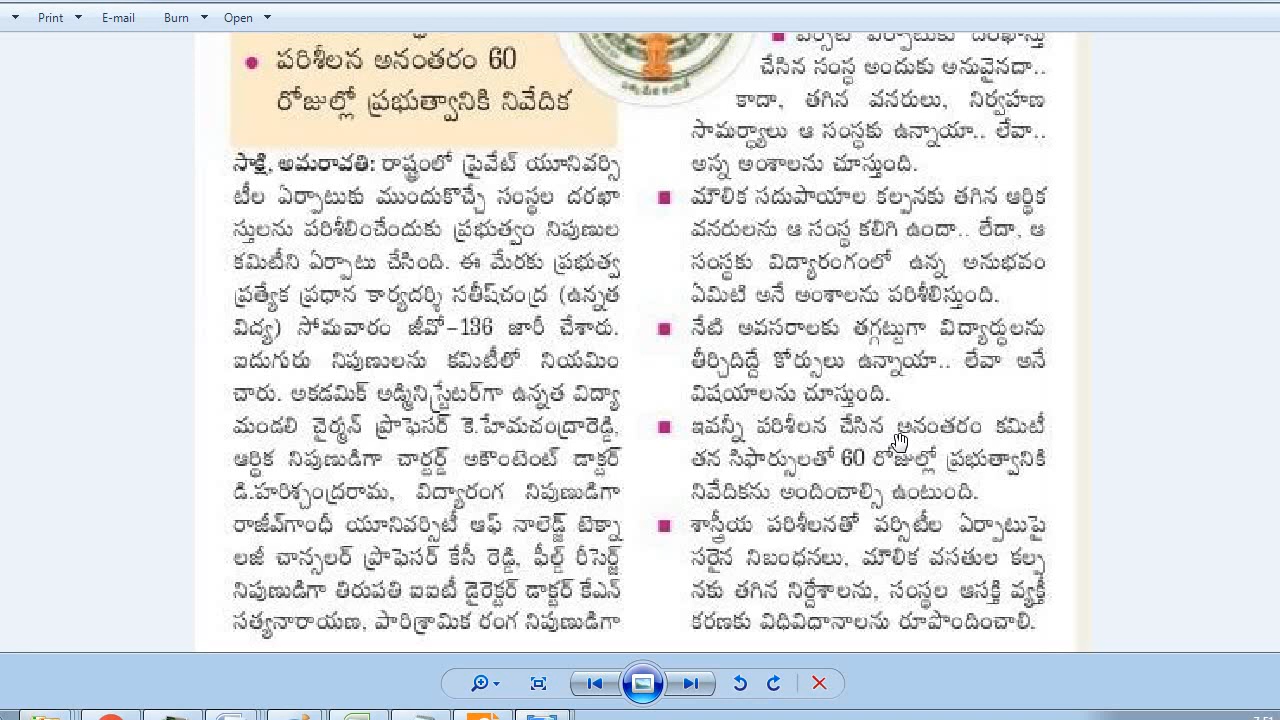 Print
E-mail
Burn
Open
పరిశీలన అనంతరం 60
రోజుల్లో ప్రభుత్వానికి నివేదిక
సాక్షి, అమరావతి: రాష్ట్రంలో ప్రైవేట్ యూనివర్సి
టీల ఏర్పాటుకు ముందుకొచ్చే సంస్థల దరఖా
స్తులను పరిశీలించేందుకు ప్రభుత్వం నిపుణుల
కమిటీని ఏర్పాటు చేసింది. ఈ మేరకు ప్రభుత్వ
ప్రత్యేక ప్రధాన కార్యదర్శి సతీష్‌చంద్ర (ఉన్నత
విద్య) సోమవారం జీవో–136 జారీ చేశారు.
ఐదుగురు నిపుణులను కమిటీలో నియమిం
చారు. అకడమిక్ ఆడ్మినిస్ట్రేటర్‌గా ఉన్నత విద్యా
మండలి చైర్మన్ ప్రొఫెసర్ కె.హేమచంద్రారెడ్డి,
ఆర్థిక నిపుణుడిగా చార్టర్డ్ అకౌంటెంట్ డాక్టర్
డి.హరిశ్చంద్రరామ, విద్యారంగ నిపుణుడిగా
రాజీవ్‌గాంధీ యూనివర్సిటీ ఆఫ్ నాలెడ్జ్ టెక్నా
లజీ చాన్సలర్ ప్రొఫెసర్ కేసీ రెడ్డి, ఫీల్డ్ రీసెర్చ్
నిపుణుడిగా తిరుపతి ఐఐటీ డైరెక్టర్ డాక్టర్ కేఎన్
సత్యనారాయణ, పారిశ్రామిక రంగ నిపుణుడిగా
వర్సిటీ ఏర్పాటుకు దరఖాస్తు
చేసిన సంస్థ అందుకు అనువైనదా..
కాదా, తగిన వనరులు, నిర్వహణ
సామర్థ్యాలు ఆ సంస్థకు ఉన్నాయా.. లేవా..
అన్న అంశాలను చూస్తుంది.
మౌలిక సదుపాయాల కల్పనకు తగిన ఆర్థిక
వనరులను ఆ సంస్థ కలిగి ఉందా.. లేదా, ఆ
సంస్థకు విద్యారంగంలో ఉన్న అనుభవం
ఏమిటి అనే అంశాలను పరిశీలిస్తుంది.
నేటి అవసరాలకు తగ్గట్టుగా విద్యార్థులను
తీర్చిదిద్దే కోర్సులు ఉన్నాయా.. లేవా అనే
విషయాలను చూస్తుంది.
ఇవన్నీ పరిశీలన చేసిన అనంతరం కమిటీ
తన సిఫార్సులతో 60 రోజుల్లో ప్రభుత్వానికి
నివేదికను అందించాల్సి ఉంటుంది.
శాస్త్రీయ పరిశీలనతో వర్సిటీల ఏర్పాటుపై
సరైన నిబంధనలు, మౌలిక వసతుల కల్ప
నకు తగిన నిర్దేశాలను, సంస్థల ఆసక్తి వ్యక్తీ
కరణకు విధివిధానాలను రూపొందించాలి.